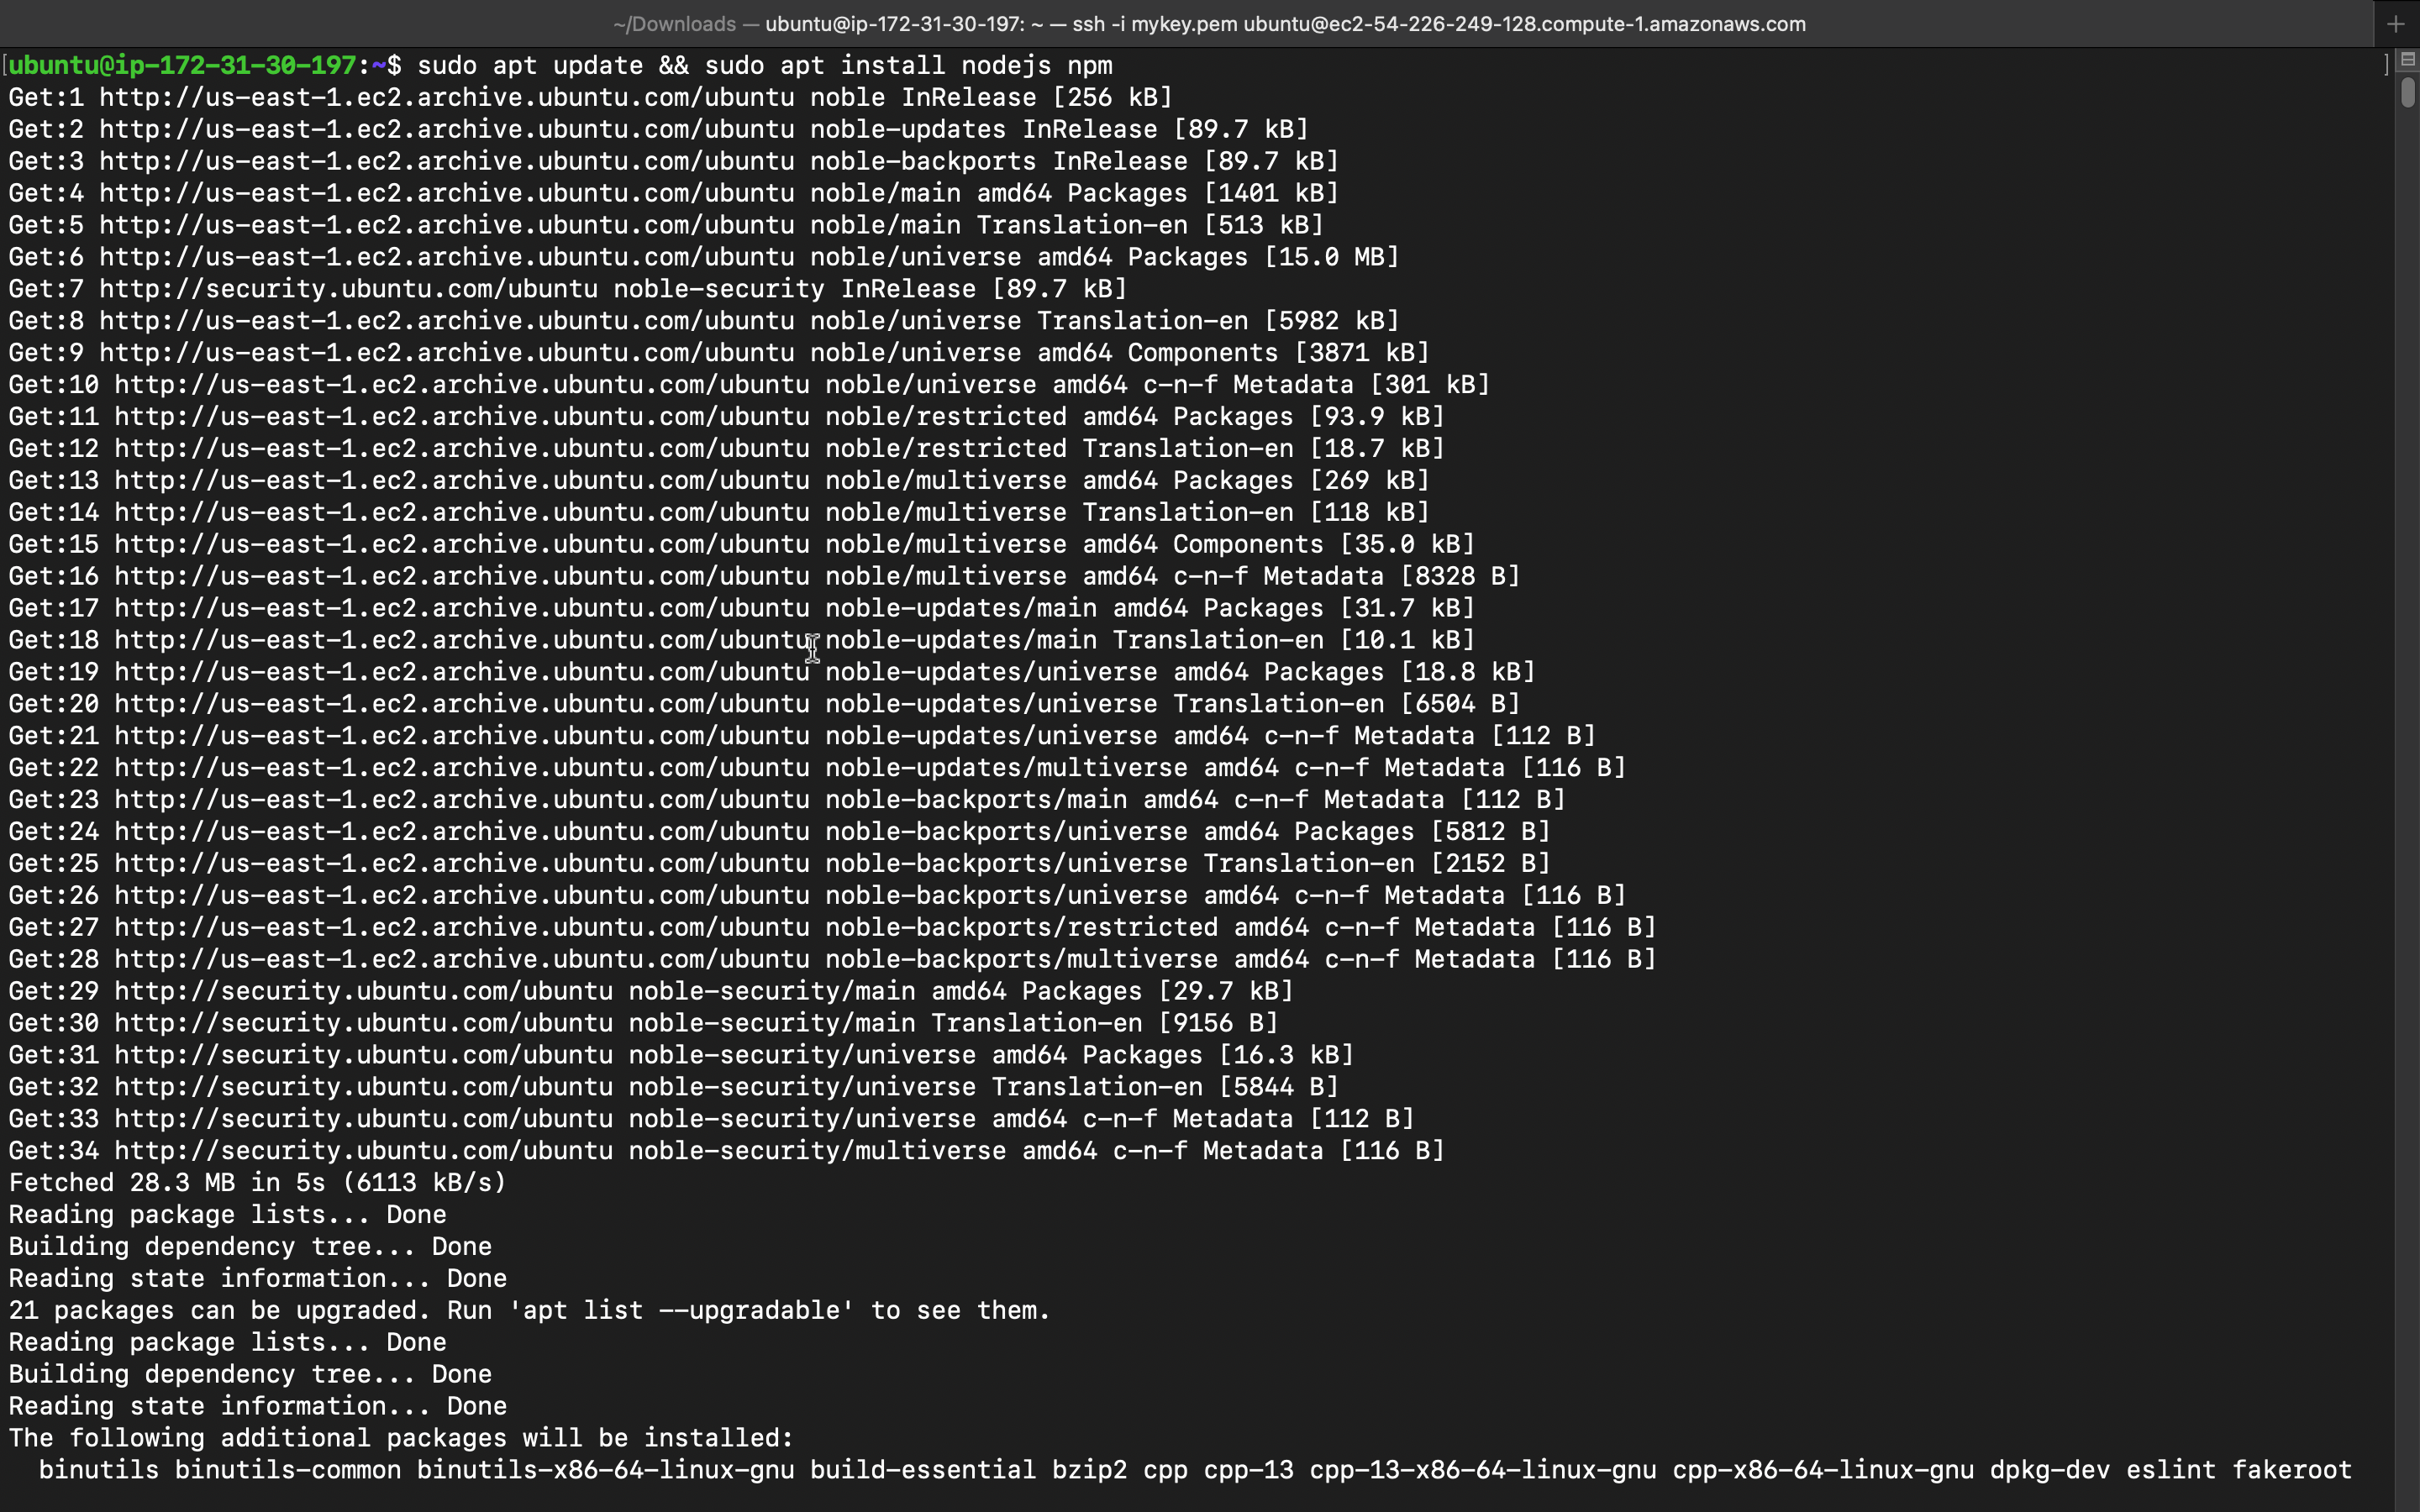 ~/Downloads — ubuntu@ip-172-31-30-197: ~ — ssh -i mykey.pem ubuntu@ec2-54-226-249-128.compute-1.amazonaws.com
[ubuntu@ip-172-31-30-197:~$ sudo apt update && sudo apt install nodejs npm ]
Get:1 http://us-east-1.ec2.archive.ubuntu.com/ubuntu noble InRelease [256 kB]
Get:2 http://us-east-1.ec2.archive.ubuntu.com/ubuntu noble-updates InRelease [89.7 kB]
Get:3 http://us-east-1.ec2.archive.ubuntu.com/ubuntu noble-backports InRelease [89.7 kB]
Get:4 http://us-east-1.ec2.archive.ubuntu.com/ubuntu noble/main amd64 Packages [1401 kB]
Get:5 http://us-east-1.ec2.archive.ubuntu.com/ubuntu noble/main Translation-en [513 kB]
Get:6 http://us-east-1.ec2.archive.ubuntu.com/ubuntu noble/universe amd64 Packages [15.0 MB]
Get:7 http://security.ubuntu.com/ubuntu noble-security InRelease [89.7 kB]
Get:8 http://us-east-1.ec2.archive.ubuntu.com/ubuntu noble/universe Translation-en [5982 kB]
Get:9 http://us-east-1.ec2.archive.ubuntu.com/ubuntu noble/universe amd64 Components [3871 kB]
Get:10 http://us-east-1.ec2.archive.ubuntu.com/ubuntu noble/universe amd64 c-n-f Metadata [301 kB]
Get:11 http://us-east-1.ec2.archive.ubuntu.com/ubuntu noble/restricted amd64 Packages [93.9 kB]
Get:12 http://us-east-1.ec2.archive.ubuntu.com/ubuntu noble/restricted Translation-en [18.7 kB]
Get:13 http://us-east-1.ec2.archive.ubuntu.com/ubuntu noble/multiverse amd64 Packages [269 kB]
Get:14 http://us-east-1.ec2.archive.ubuntu.com/ubuntu noble/multiverse Translation-en [118 kB]
Get:15 http://us-east-1.ec2.archive.ubuntu.com/ubuntu noble/multiverse amd64 Components [35.0 kB]
Get:16 http://us-east-1.ec2.archive.ubuntu.com/ubuntu noble/multiverse amd64 c-n-f Metadata [8328 B]
Get:17 http://us-east-1.ec2.archive.ubuntu.com/ubuntu noble-updates/main amd64 Packages [31.7 kB]
Get:18 http://us-east-1.ec2.archive.ubuntu.com/ubuntu noble-updates/main Translation-en [10.1 kB]
Get:19 http://us-east-1.ec2.archive.ubuntu.com/ubuntu noble-updates/universe amd64 Packages [18.8 kB]
Get:20 http://us-east-1.ec2.archive.ubuntu.com/ubuntu noble-updates/universe Translation-en [6504 B]
Get:21 http://us-east-1.ec2.archive.ubuntu.com/ubuntu noble-updates/universe amd64 c-n-f Metadata [112 B]
Get:22 http://us-east-1.ec2.archive.ubuntu.com/ubuntu noble-updates/multiverse amd64 c-n-f Metadata [116 B]
Get:23 http://us-east-1.ec2.archive.ubuntu.com/ubuntu noble-backports/main amd64 c-n-f Metadata [112 B]
Get:24 http://us-east-1.ec2.archive.ubuntu.com/ubuntu noble-backports/universe amd64 Packages [5812 B]
Get:25 http://us-east-1.ec2.archive.ubuntu.com/ubuntu noble-backports/universe Translation-en [2152 B]
Get:26 http://us-east-1.ec2.archive.ubuntu.com/ubuntu noble-backports/universe amd64 c-n-f Metadata [116 B]
Get:27 http://us-east-1.ec2.archive.ubuntu.com/ubuntu noble-backports/restricted amd64 c-n-f Metadata [116 B]
Get:28 http://us-east-1.ec2.archive.ubuntu.com/ubuntu noble-backports/multiverse amd64 c-n-f Metadata [116 B]
Get:29 http://security.ubuntu.com/ubuntu noble-security/main amd64 Packages [29.7 kB]
Get:30 http://security.ubuntu.com/ubuntu noble-security/main Translation-en [9156 B]
Get:31 http://security.ubuntu.com/ubuntu noble-security/universe amd64 Packages [16.3 kB]
Get:32 http://security.ubuntu.com/ubuntu noble-security/universe Translation-en [5844 B]
Get:33 http://security.ubuntu.com/ubuntu noble-security/universe amd64 c-n-f Metadata [112 B]
Get:34 http://security.ubuntu.com/ubuntu noble-security/multiverse amd64 c-n-f Metadata [116 B]
Fetched 28.3 MB in 5s (6113 kB/s)
Reading package lists... Done
Building dependency tree... Done
Reading state information... Done
21 packages can be upgraded. Run 'apt list --upgradable' to see them.
Reading package lists... Done
Building dependency tree... Done
Reading state information... Done
The following additional packages will be installed:
  binutils binutils-common binutils-x86-64-linux-gnu build-essential bzip2 cpp cpp-13 cpp-13-x86-64-linux-gnu cpp-x86-64-linux-gnu dpkg-dev eslint fakeroot